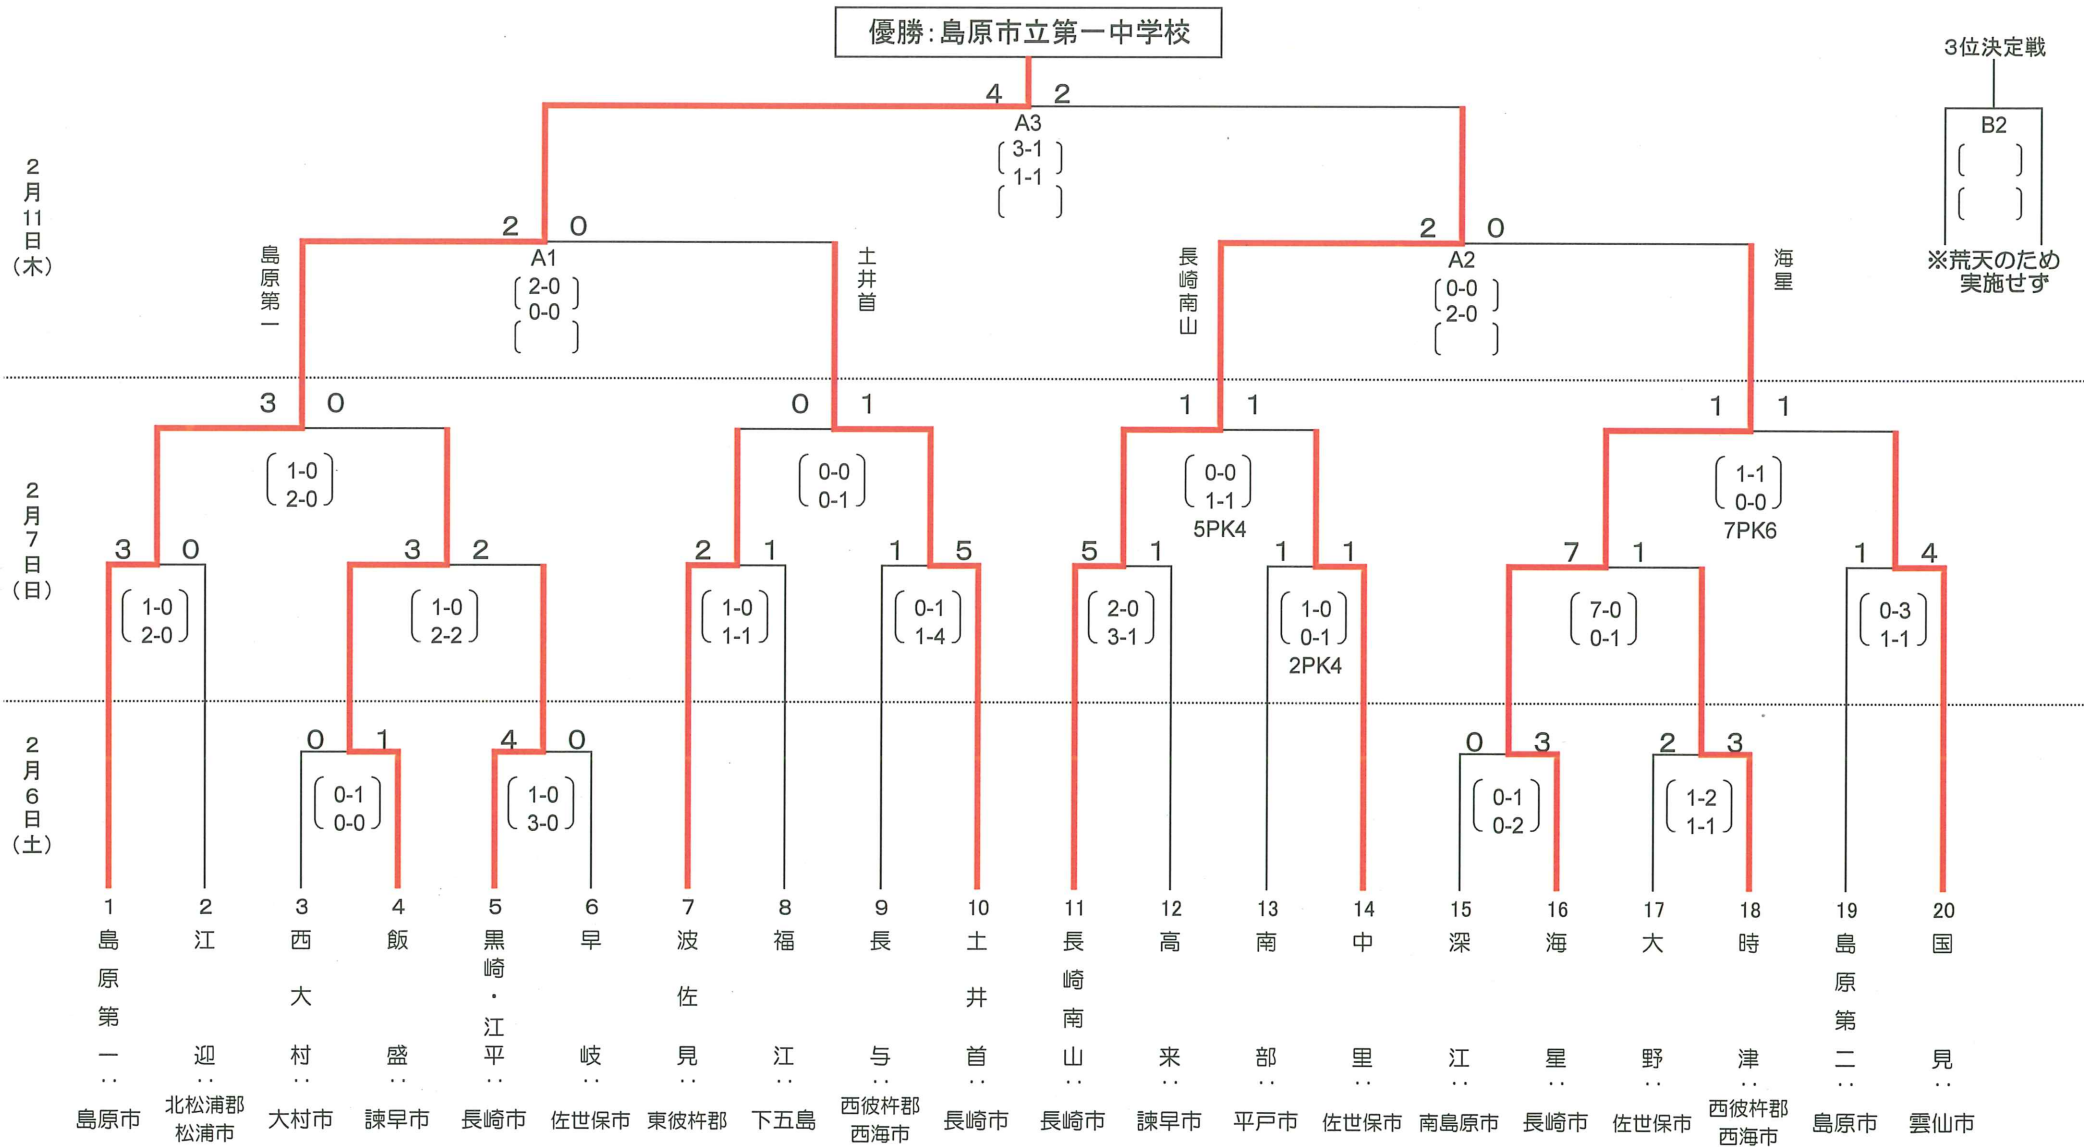 優勝：島原市立第一中学校
3位決定戦
4 2
A3
3-1
1-1
B2
※荒天のため
実施せず
2月11日（木）
2 0
2 0
島原第一
A1
2-0
0-0
土井首
長崎南山
A2
0-0
2-0
海星
3 0
0 1
1 1
1 1
1-0
2-0
0-0
0-1
0-0
1-1
5PK4
1-1
0-0
7PK6
2月7日（日）
3 0
3 2
2 1
1 5
5 1
1 1
7 1
1 4
1-0
2-0
1-0
2-2
1-0
1-1
0-1
1-4
2-0
3-1
1-0
0-1
2PK4
7-0
0-1
0-3
1-1
2月6日（土）
0 1
4 0
0 3
2 3
0-1
0-0
1-0
3-0
0-1
0-2
1-2
1-1
1 2 3 4 5 6 7 8 9 10 11 12 13 14 15 16 17 18 19 20
島原第一‥
江迎‥
西大村‥
飯盛‥
黒崎・江平‥
早岐‥
波佐見‥
福江‥
長与‥
土井首‥
長崎南山‥
高来‥
南部‥
中里‥
深江‥
海星‥
大野‥
時津‥
島原第二‥
国見‥
島原市
北松浦郡
松浦市
大村市
諫早市
長崎市
佐世保市
東彼杵郡
下五島
西彼杵郡
西海市
長崎市
長崎市
諫早市
平戸市
佐世保市
南島原市
長崎市
佐世保市
西彼杵郡
西海市
島原市
雲仙市